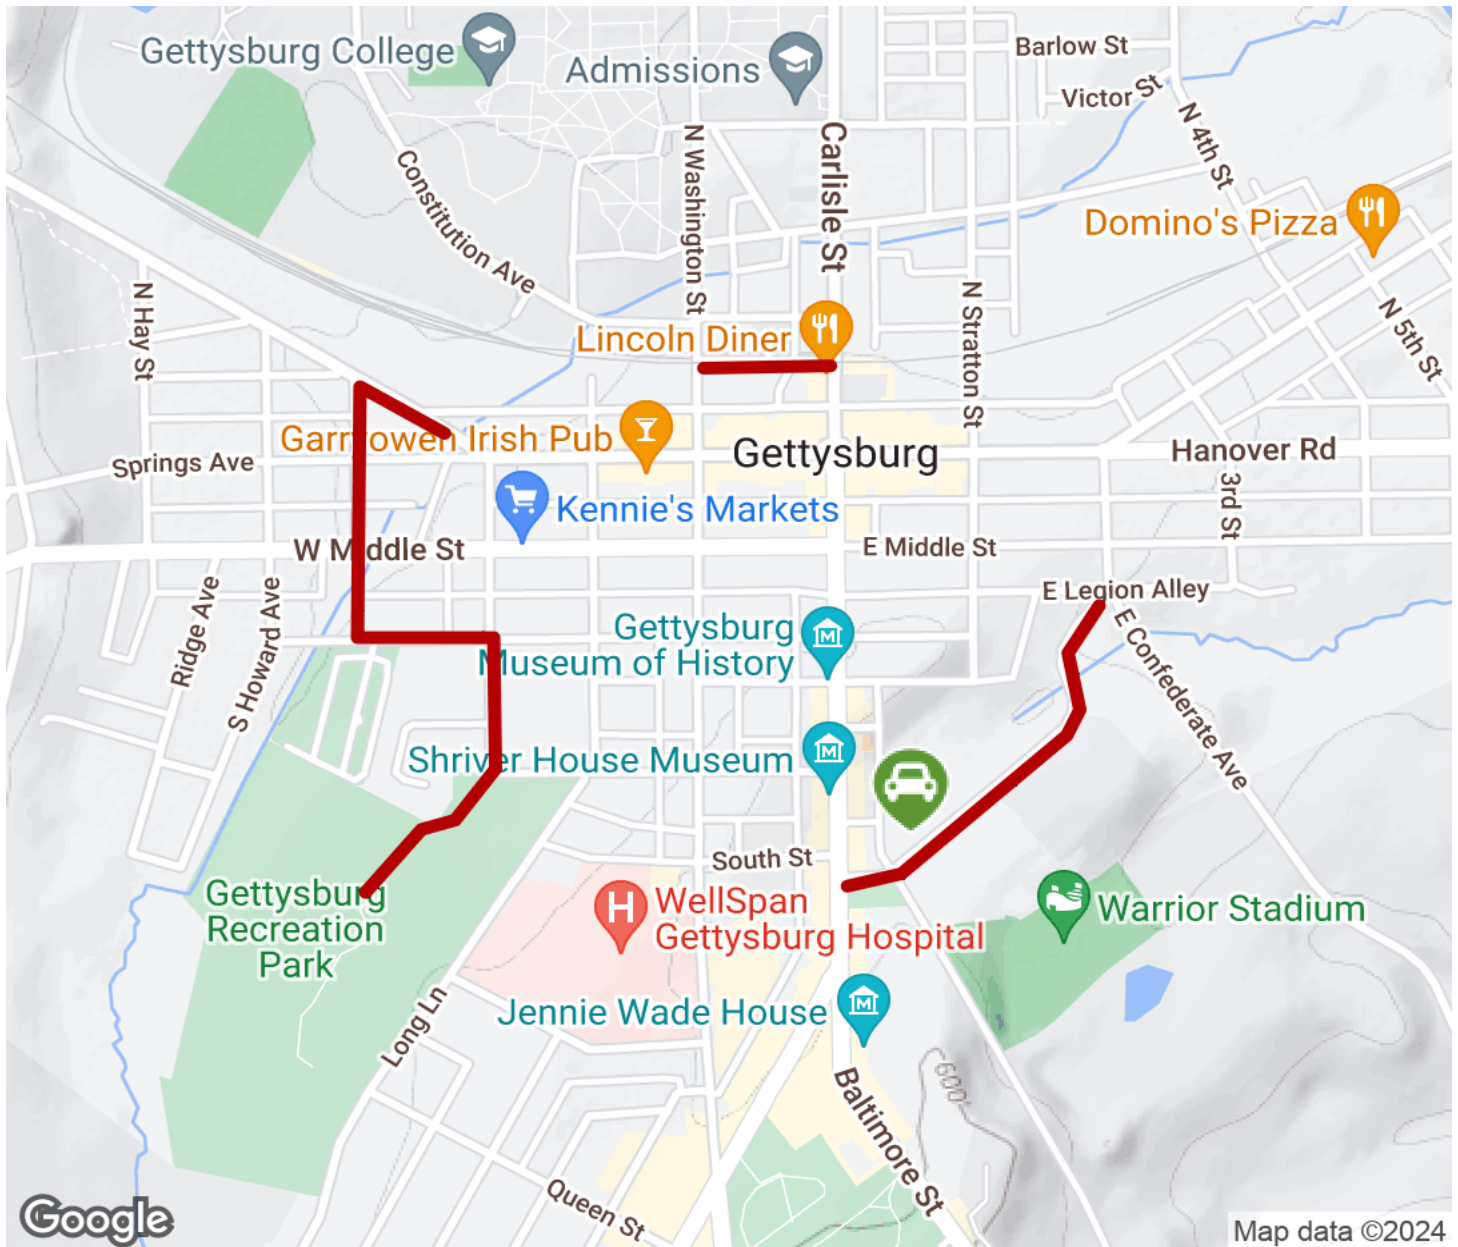 Gettysburg College
Admissions
Barlow St
Victor St
N 4th St
Constitution Ave
N Washington St
Carlisle St
Domino's Pizza
N Hay St
N Stratton St
N 5th St
Lincoln Diner
Garryowen Irish Pub
Springs Ave
Gettysburg
Hanover Rd
N 3rd St
Kennie's Markets
W Middle St
E Middle St
E Legion Alley
Ridge Ave
S Howard Ave
Gettysburg
Museum of History
E Confederate Ave
Shriver House Museum
South St
Gettysburg
Recreation
Park
H
WellSpan
Gettysburg Hospital
Warrior Stadium
Jennie Wade House
Long Ln
600'
Baltimore St
Queen St
Google
Map data ©2024
M
M
M